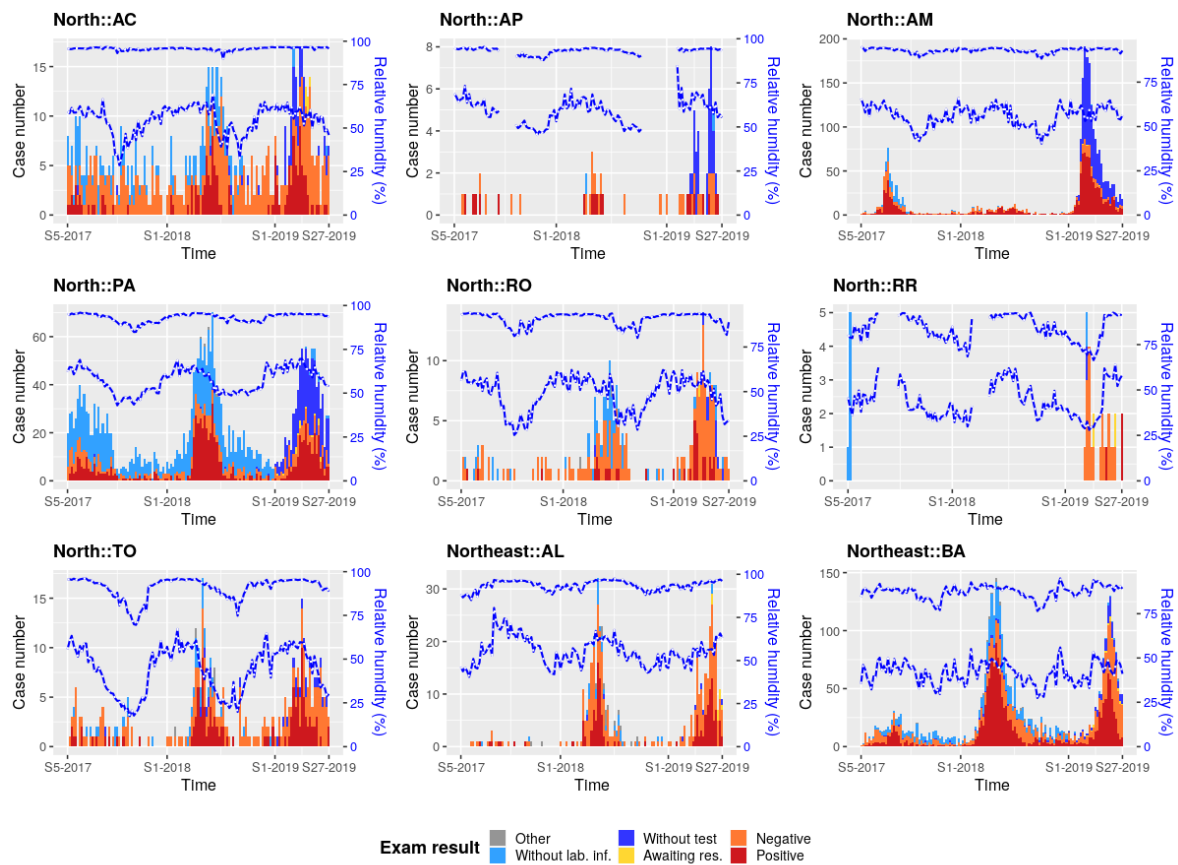 North::AC
15
10
5
0
Case number
100
75
50
25
0
Relative humidity (%)
S5-2017
S1-2018
S1-2019
S27-2019
Time
North::AP
8
6
4
2
0
Case number
100
75
50
25
0
Relative humidity (%)
S5-2017
S1-2018
S1-2019
S27-2019
Time
North::AM
200
150
100
50
0
Case number
75
50
25
0
Relative humidity (%)
S5-2017
S1-2018
S1-2019
S27-2019
Time
North::PA
60
40
20
0
Case number
100
75
50
25
0
Relative humidity (%)
S5-2017
S1-2018
S1-2019
S27-2019
Time
North::RO
10
5
0
Case number
75
50
25
0
Relative humidity (%)
S5-2017
S1-2018
S1-2019
S27-2019
Time
North::RR
5
4
3
2
1
0
Case number
75
50
25
0
Relative humidity (%)
S5-2017
S1-2018
S1-2019
S27-2019
Time
North::TO
15
10
5
0
Case number
100
75
50
25
0
Relative humidity (%)
S5-2017
S1-2018
S1-2019
S27-2019
Time
Northeast::AL
30
20
10
0
Case number
100
75
50
25
0
Relative humidity (%)
S5-2017
S1-2018
S1-2019
S27-2019
Time
Northeast::BA
150
100
50
0
Case number
75
50
25
0
Relative humidity (%)
S5-2017
S1-2018
S1-2019
S27-2019
Time
Exam result
Other
Without test
Negative
Without lab. inf.
Awaiting res.
Positive